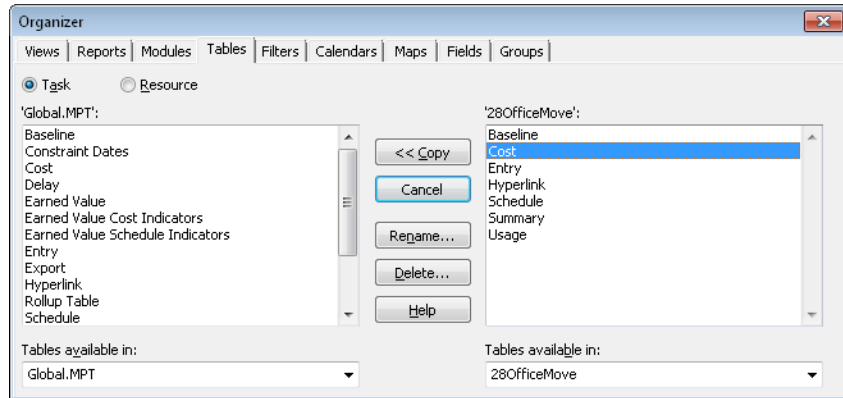 Organizer
Views Reports Modules Tables Filters Calendars Maps Fields Groups
Task Resource
'Global.MPT':
Baseline
Constraint Dates
Cost
Delay
Earned Value
Earned Value Cost Indicators
Earned Value Schedule Indicators
Entry
Export
Hyperlink
Rollup Table
Schedule
<< Copy
Cancel
Rename...
Delete...
Help
'28OfficeMove':
Baseline
Cost
Entry
Hyperlink
Schedule
Summary
Usage
Tables available in:
Global.MPT
Tables available in:
28OfficeMove